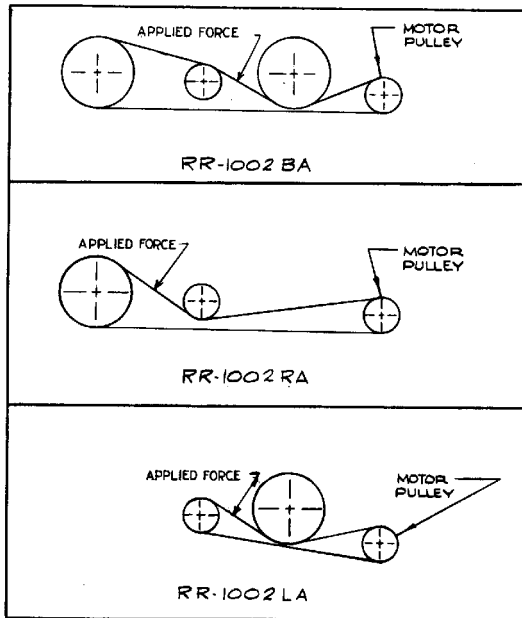 APPLIED FORCE
MOTOR
PULLEY
RR-1002 BA
APPLIED FORCE
MOTOR
PULLEY
RR-1002 RA
APPLIED FORCE
MOTOR
PULLEY
RR-1002 LA